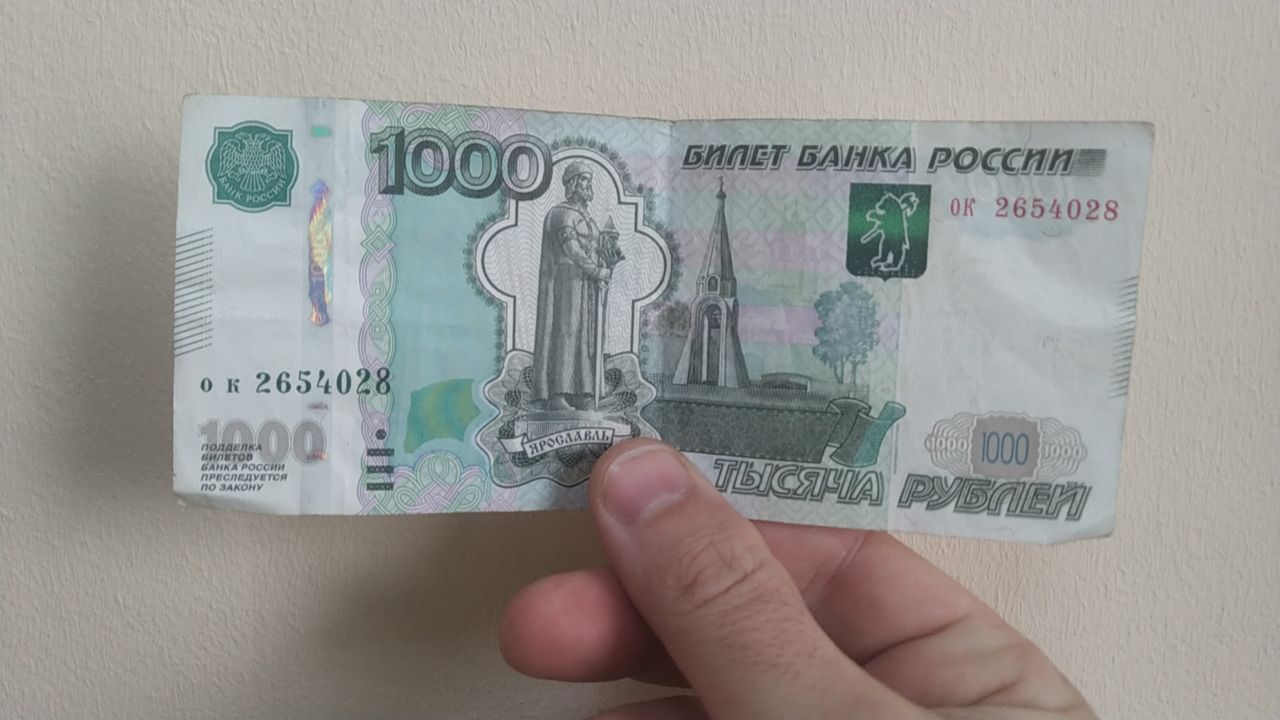 1000
БИЛЕТ БАНКА РОССИИ
БАНК РОССИИ
ОК 2654028
ок 2654028
ЯРОСЛАВЛЬ
1000
ПОДДЕЛКА
БИЛЕТОВ
БАНКА РОССИИ
ПРЕСЛЕДУЕТСЯ
ПО ЗАКОНУ
1000 1000 1000
ТЫСЯЧА РУБЛЕЙ